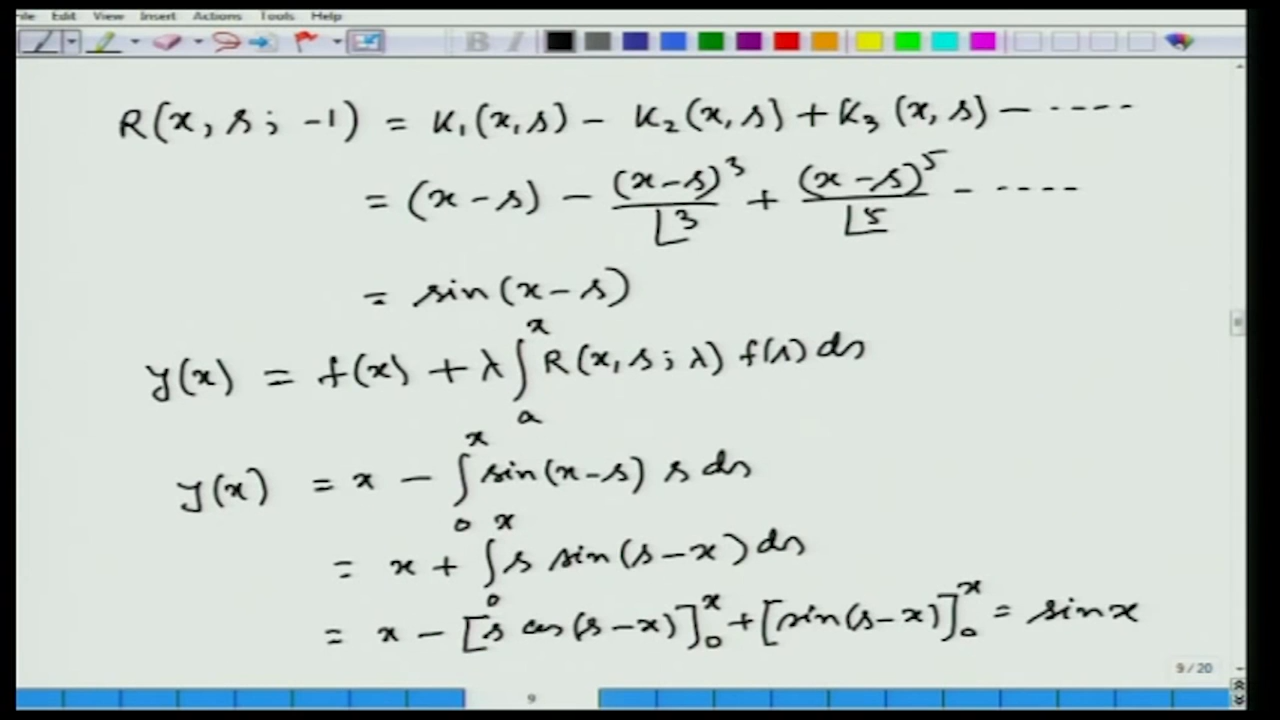 File Edit View Insert Actions Tools Help
B I
R(x, s; -1) = K₁(x, s) - K₂(x, s) + K₃(x, s) - ·····
= (x - s) - (x - s)³/⌊3 + (x - s)⁵/⌊5 - ·····
= sin(x - s)
y(x) = f(x) + λ ∫ₐˣ R(x, s; λ) f(s) ds
y(x) = x - ∫₀ˣ sin(x - s) s ds
= x + ∫₀ˣ s sin(s - x) ds
= x - [s cos(s - x)]₀ˣ + [sin(s - x)]₀ˣ = sin x
9/20
9